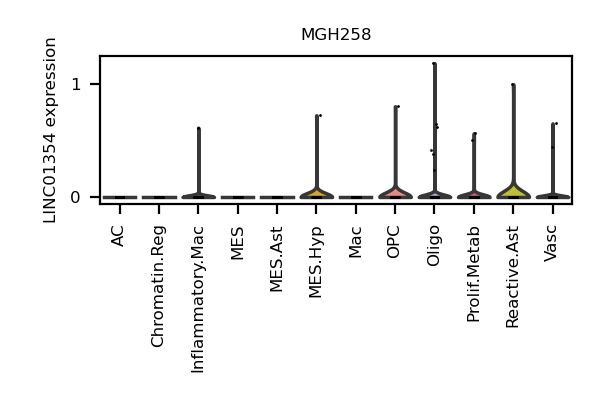 MGH258
LINC01354 expression
1
0
AC
Chromatin.Reg
Inflammatory.Mac
MES
MES.Ast
MES.Hyp
Mac
OPC
Oligo
Prolif.Metab
Reactive.Ast
Vasc